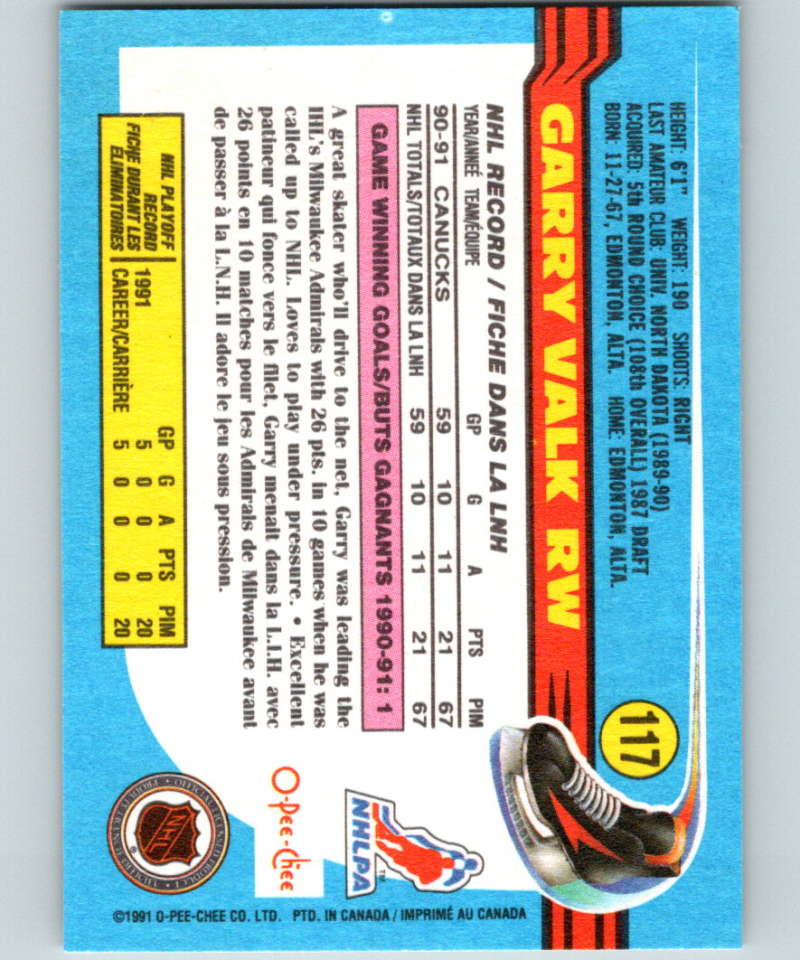 HEIGHT: 6'1" WEIGHT: 190 SHOOTS: RIGHT
LAST AMATEUR CLUB: UNIV. NORTH DAKOTA (1989-90)
ACQUIRED: 5th ROUND CHOICE (108th OVERALL) 1987 DRAFT
BORN: 11-27-67, EDMONTON, ALTA. HOME: EDMONTON, ALTA.
117
GARRY VALK RW
NHL RECORD / FICHE DANS LA LNH
YEAR/ANNÉE TEAM/ÉQUIPE GP G A PTS PIM
90-91 CANUCKS 59 10 11 21 67
NHL TOTALS/TOTAUX DANS LA LNH 59 10 11 21 67
GAME WINNING GOALS/BUTS GAGNANTS 1990-91: 1
A great skater who'll drive to the net, Garry was leading the
IHL's Milwaukee Admirals with 26 pts. in 10 games when he was
called up to NHL. Loves to play under pressure. • Excellent
patineur qui fonce vers le filet, Garry menait dans la L.I.H. avec
26 points en 10 matches pour les Admirals de Milwaukee avant
de passer à la L.N.H. Il adore le jeu sous pression.
NHL PLAYOFF
RECORD
FICHE DURANT LES
ÉLIMINATOIRES
GP G A PTS PIM
1991 5 0 0 0 20
CAREER/CARRIÈRE 5 0 0 0 20
NHLPA™
O-Pee-Chee
NHL
®
©1991 O-PEE-CHEE CO. LTD. PTD. IN CANADA / IMPRIMÉ AU CANADA